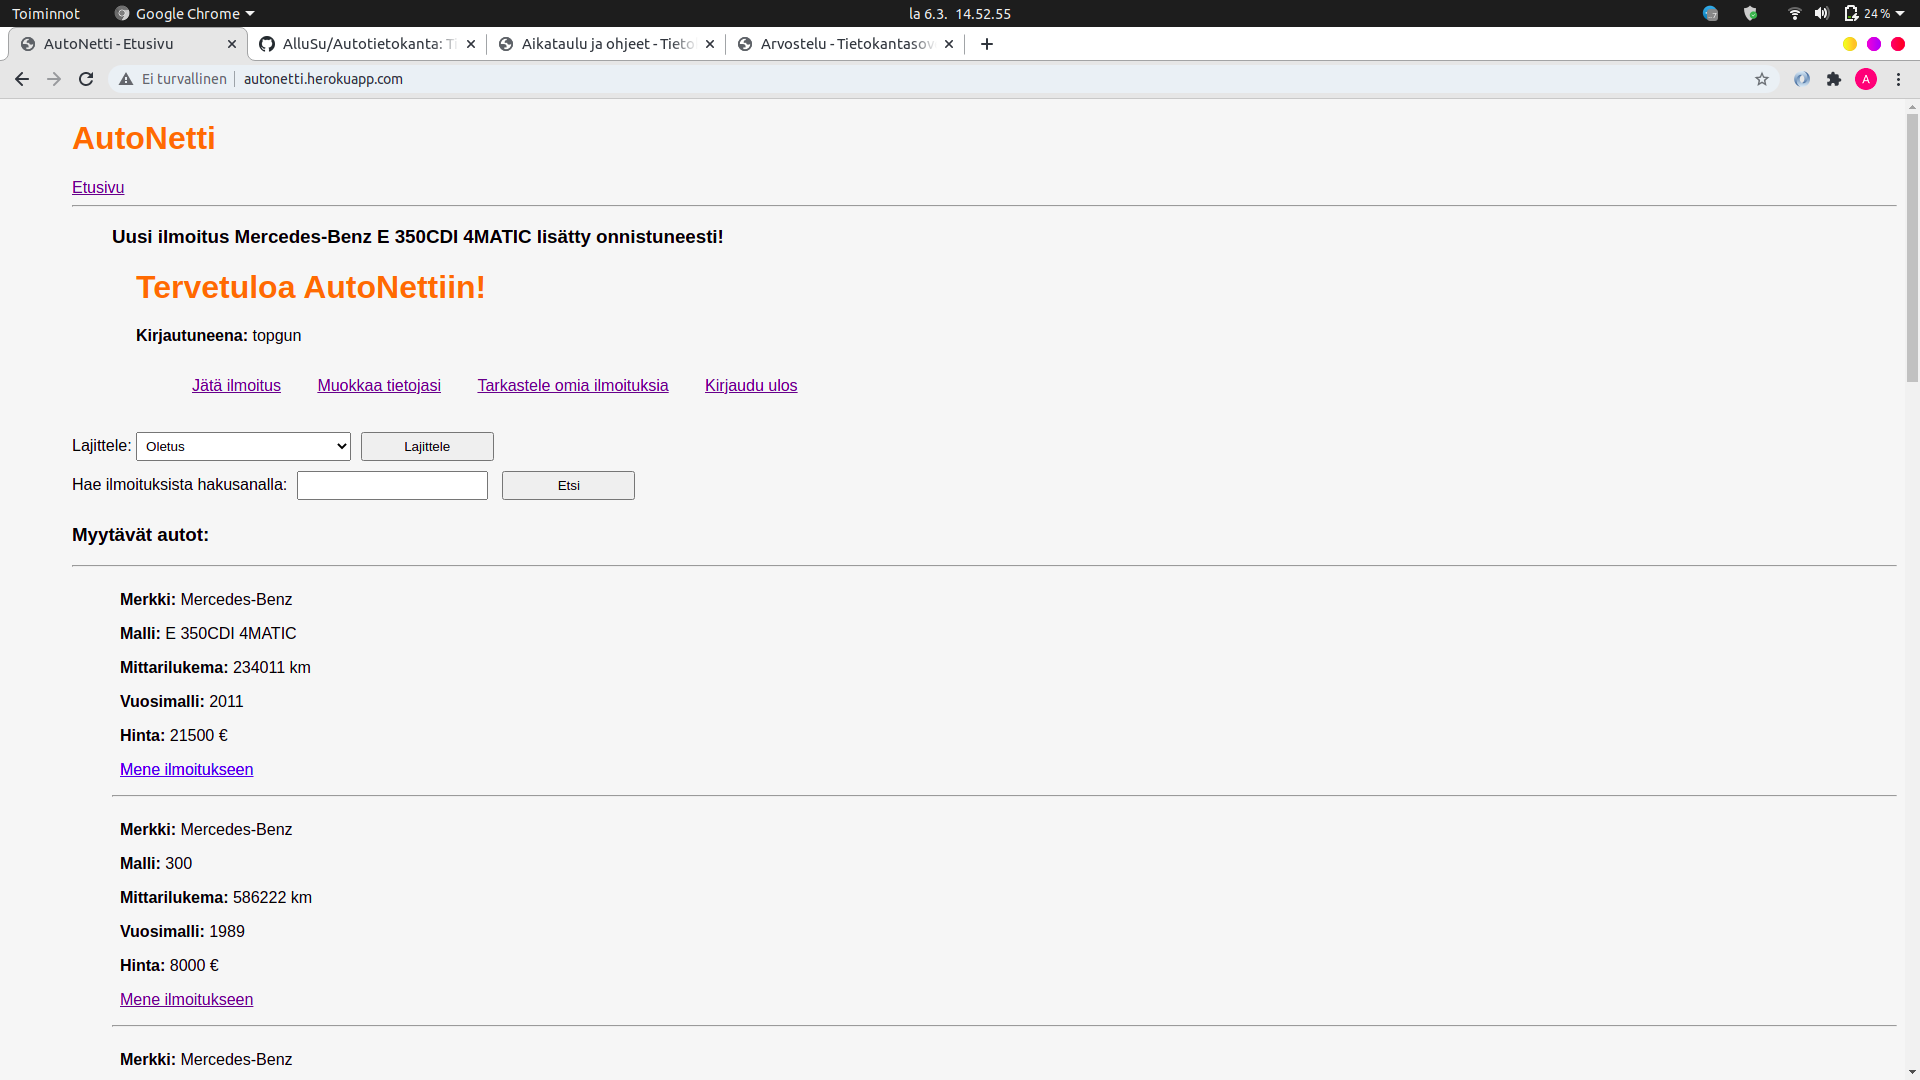 Toiminnot
Google Chrome
la 6.3. 14.52.55
24 %
AutoNetti - Etusivu
AlluSu/Autotietokanta: Ti
Aikataulu ja ohjeet - Tieto
Arvostelu - Tietokantasov
Ei turvallinen
autonetti.herokuapp.com
A
AutoNetti
Etusivu
Uusi ilmoitus Mercedes-Benz E 350CDI 4MATIC lisätty onnistuneesti!
Tervetuloa AutoNettiin!
Kirjautuneena: topgun
Jätä ilmoitus
Muokkaa tietojasi
Tarkastele omia ilmoituksia
Kirjaudu ulos
Lajittele: Oletus Lajittele
Hae ilmoituksista hakusanalla: Etsi
Myytävät autot:
Merkki: Mercedes-Benz
Malli: E 350CDI 4MATIC
Mittarilukema: 234011 km
Vuosimalli: 2011
Hinta: 21500 €
Mene ilmoitukseen
Merkki: Mercedes-Benz
Malli: 300
Mittarilukema: 586222 km
Vuosimalli: 1989
Hinta: 8000 €
Mene ilmoitukseen
Merkki: Mercedes-Benz